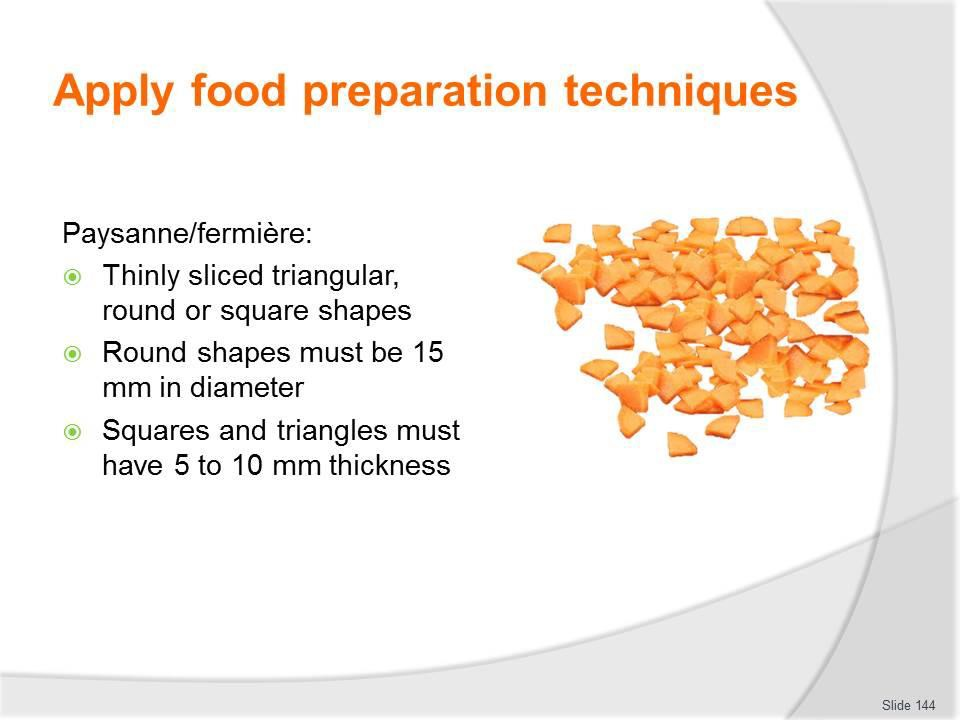 Apply food preparation techniques
Paysanne/fermière:
Thinly sliced triangular,
round or square shapes
Round shapes must be 15
mm in diameter
Squares and triangles must
have 5 to 10 mm thickness
Slide 144